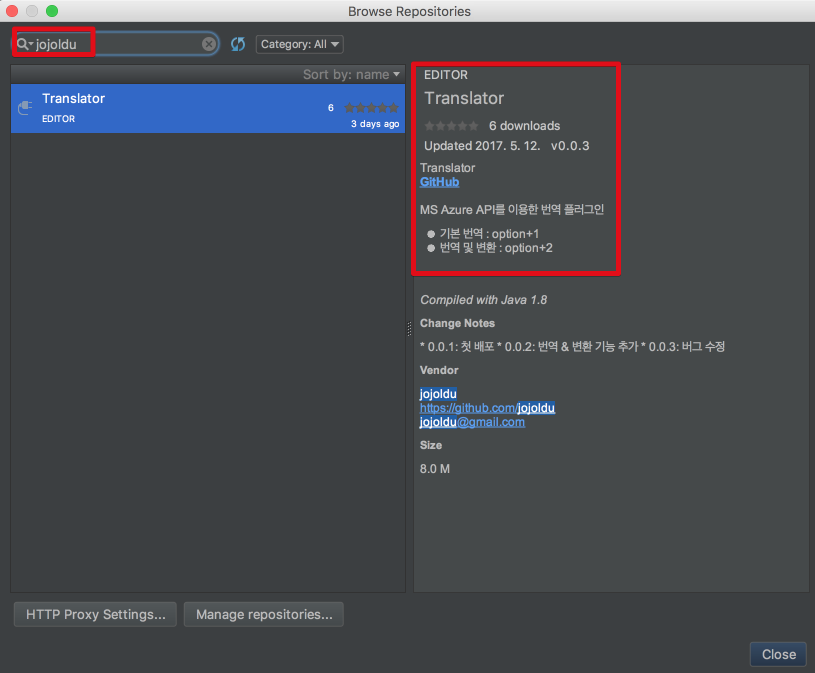 Browse Repositories
jojoldu
Category: All
Sort by: name
Translator
6
EDITOR
3 days ago
EDITOR
Translator
6 downloads
Updated 2017. 5. 12. v0.0.3
Translator
GitHub
MS Azure API를 이용한 번역 플러그인
기본 번역 : option+1
번역 및 변환 : option+2
Compiled with Java 1.8
Change Notes
* 0.0.1: 첫 배포 * 0.0.2: 번역 & 변환 기능 추가 * 0.0.3: 버그 수정
Vendor
jojoldu
https://github.com/jojoldu
jojoldu@gmail.com
Size
8.0 M
HTTP Proxy Settings...
Manage repositories...
Close